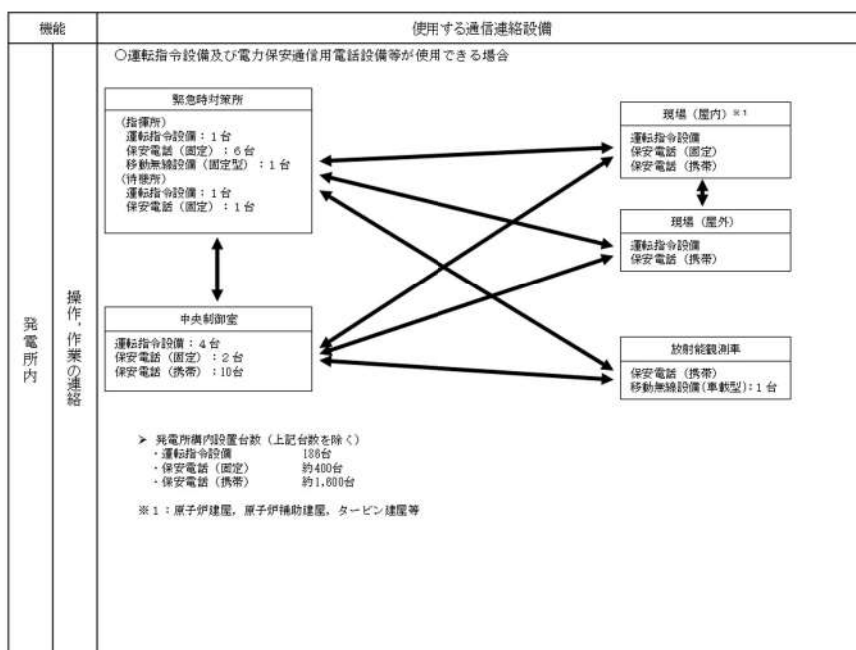 機能
使用する通信連絡設備
発電所内
操作,作業の連絡
○運転指令設備及び電力保安通信用電話設備等が使用できる場合
緊急時対策所
(指揮所)
運転指令設備:1台
保安電話(固定):6台
移動無線設備(固定型):1台
(待機所)
運転指令設備:1台
保安電話(固定):1台
現場(屋内)※1
運転指令設備
保安電話(固定)
保安電話(携帯)
現場(屋外)
運転指令設備
保安電話(携帯)
中央制御室
運転指令設備:4台
保安電話(固定):2台
保安電話(携帯):10台
放射能観測車
保安電話(携帯)
移動無線設備(車載型):1台
➤ 発電所構内設置台数(上記台数を除く)
・運転指令設備 186台
・保安電話(固定) 約400台
・保安電話(携帯) 約1,600台
※1:原子炉建屋,原子炉補助建屋,タービン建屋等